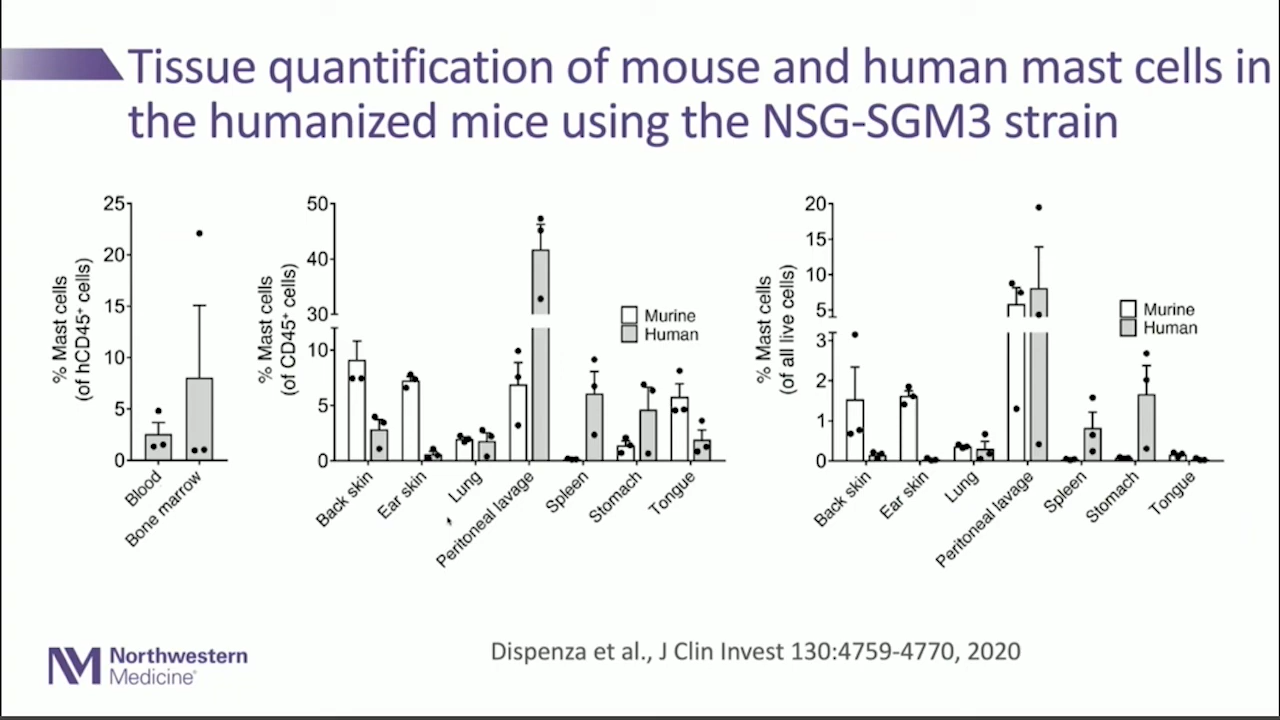 Tissue quantification of mouse and human mast cells in
the humanized mice using the NSG-SGM3 strain
% Mast cells
(of hCD45⁺ cells)
25
20
15
10
5
0
Blood
Bone marrow
% Mast cells
(of CD45⁺ cells)
50
40
30
10
5
0
Murine
Human
Back skin
Ear skin
Lung
Peritoneal lavage
Spleen
Stomach
Tongue
% Mast cells
(of all live cells)
20
15
10
5
3
2
1
0
Murine
Human
Back skin
Ear skin
Lung
Peritoneal lavage
Spleen
Stomach
Tongue
Dispenza et al., J Clin Invest 130:4759-4770, 2020
NM
Northwestern
Medicine®